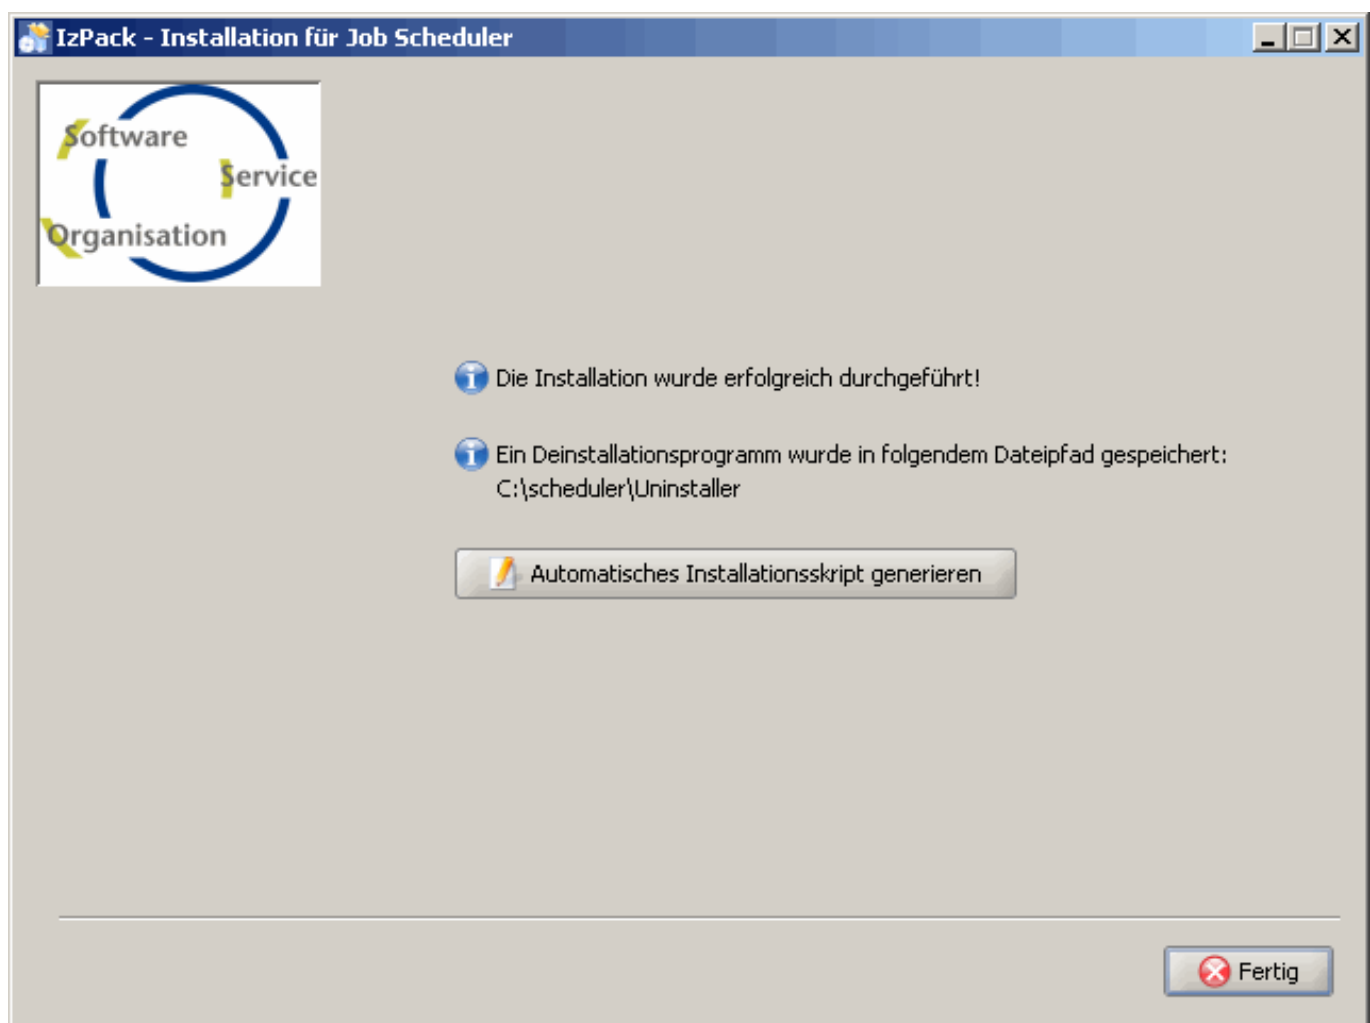 IzPack - Installation für Job Scheduler
Software
Service
Organisation
Die Installation wurde erfolgreich durchgeführt!
Ein Deinstallationsprogramm wurde in folgendem Dateipfad gespeichert:
C:\scheduler\Uninstaller
Automatisches Installationsskript generieren
Fertig